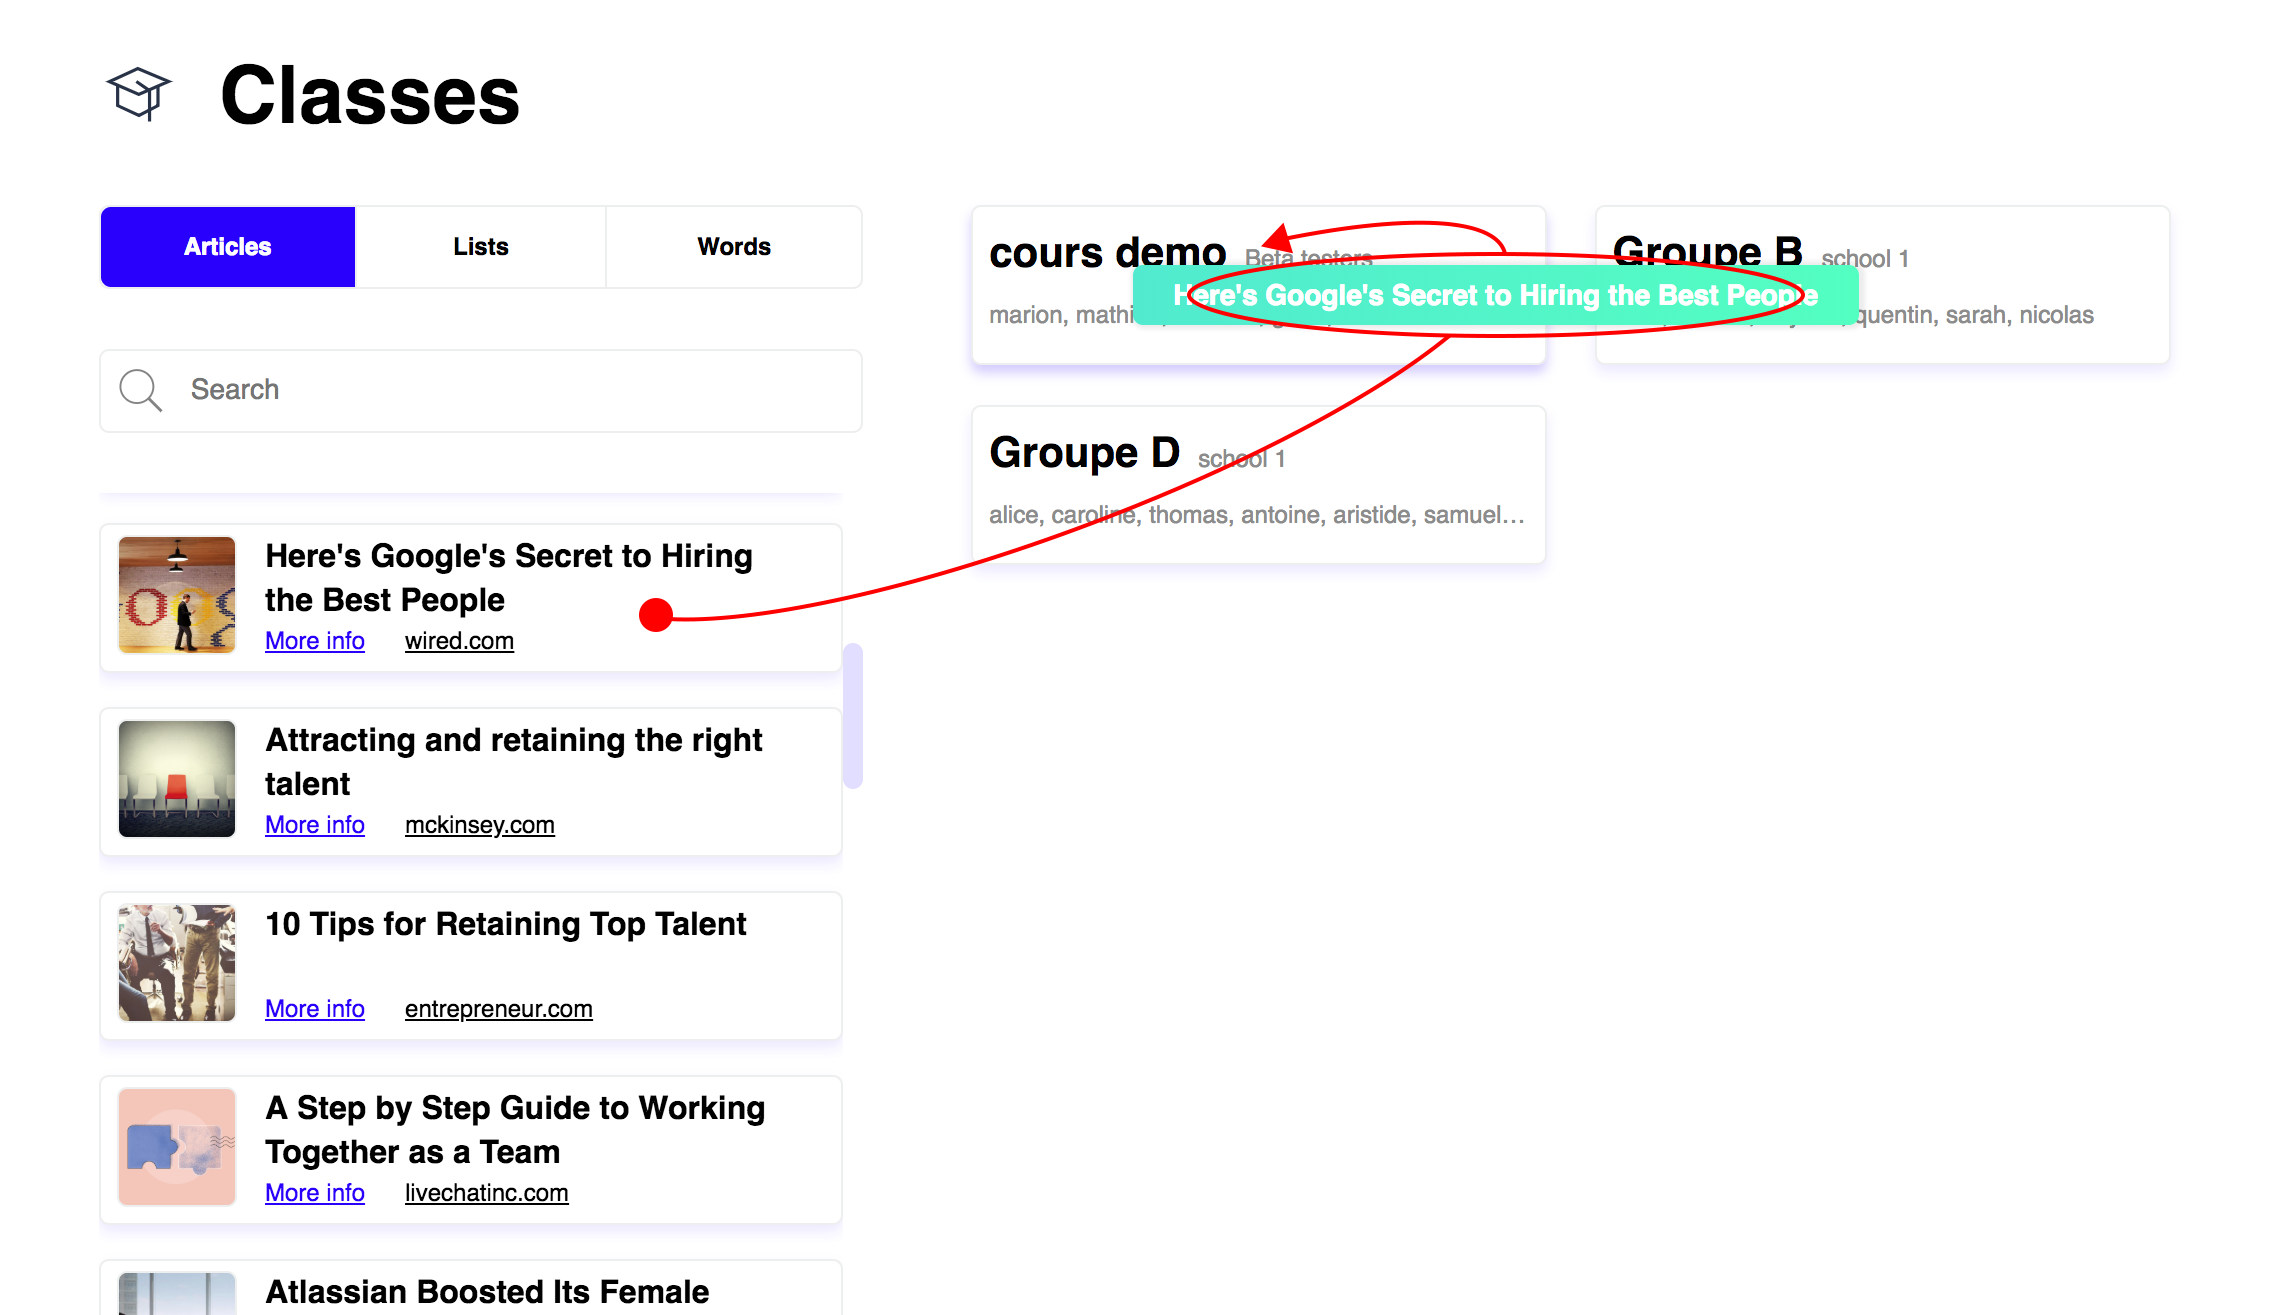 Classes
Articles
Lists
Words
Search
Here's Google's Secret to Hiring
the Best People
More info
wired.com
Attracting and retaining the right
talent
More info
mckinsey.com
10 Tips for Retaining Top Talent
More info
entrepreneur.com
A Step by Step Guide to Working
Together as a Team
More info
livechatinc.com
Atlassian Boosted Its Female
cours demo Beta testers
marion,
Here's Google's Secret to Hiring the Best People
Groupe B school 1
quentin, sarah, nicolas
Groupe D school 1
alice, caroline, thomas, antoine, aristide, samuel...